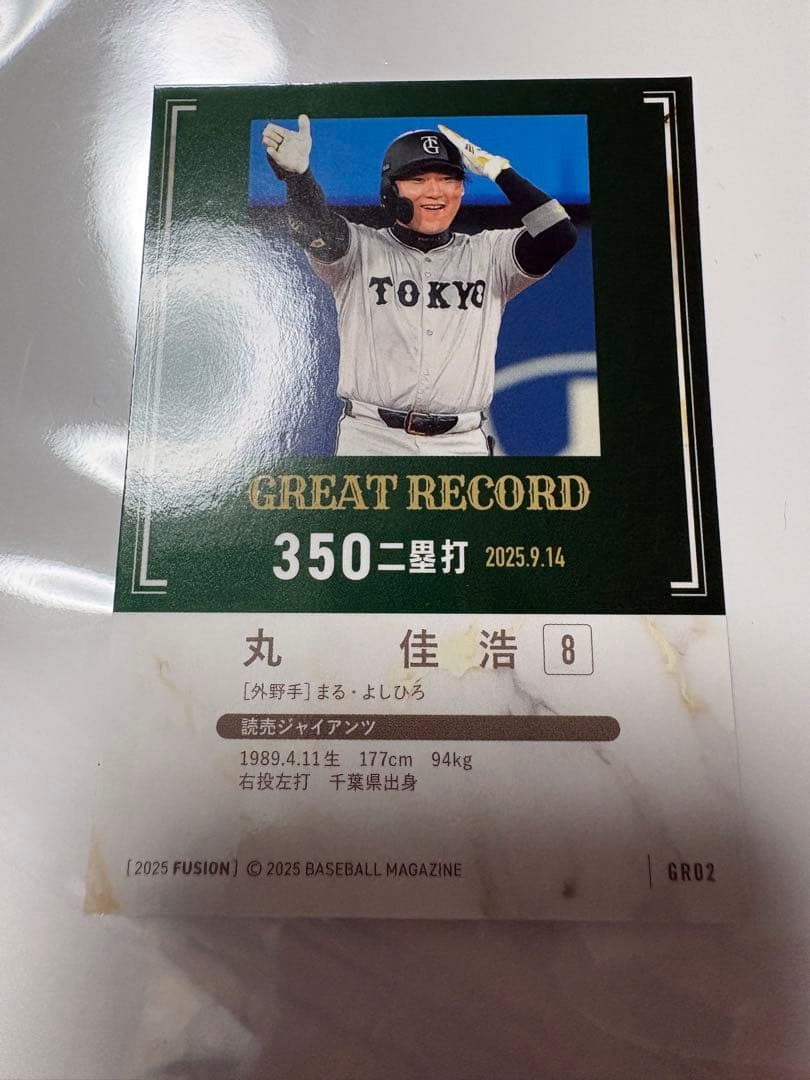 TG
TOKYO
GREAT RECORD
350二塁打 2025.9.14
丸 佳浩 8
[外野手]まる・よしひろ
読売ジャイアンツ
1989.4.11生 177cm 94kg
右投左打 千葉県出身
[2025 FUSION] © 2025 BASEBALL MAGAZINE | GR02